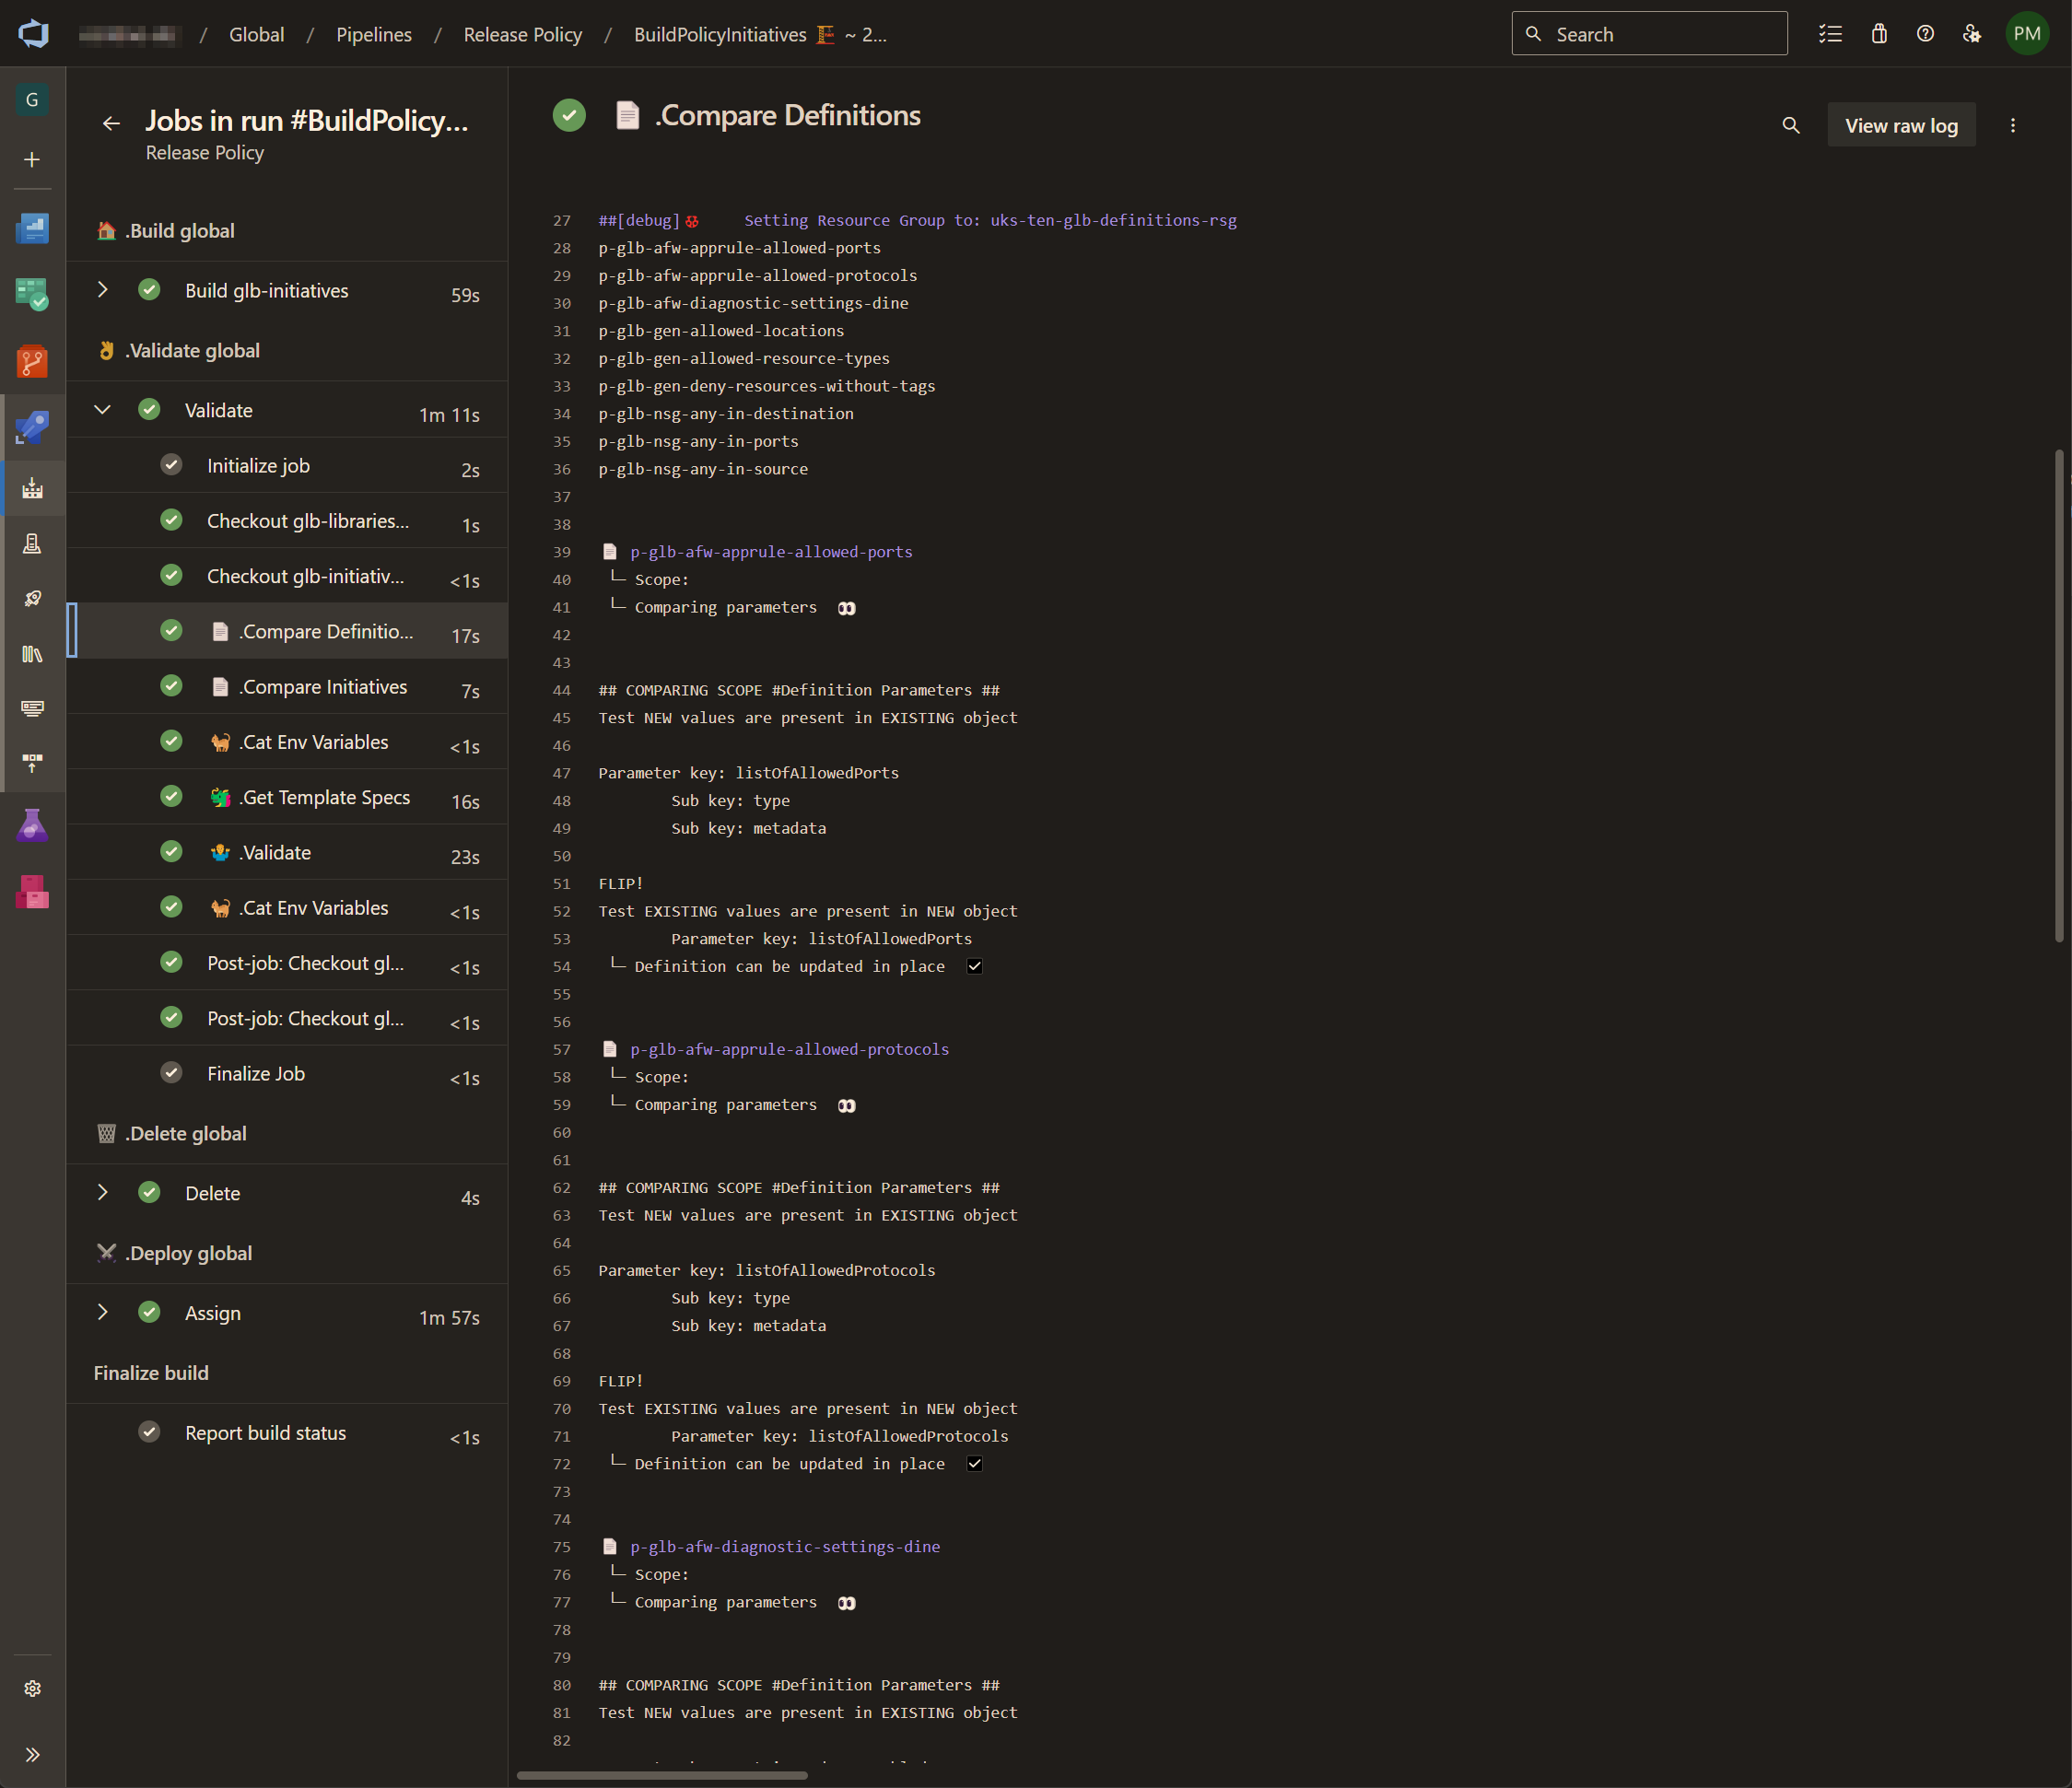 / Global / Pipelines / Release Policy / BuildPolicyInitiatives 🏗️ ~ 2...
Search
PM
G
Jobs in run #BuildPolicy...
Release Policy
🏠 .Build global
Build glb-initiatives 59s
👌 .Validate global
Validate 1m 11s
Initialize job 2s
Checkout glb-libraries... 1s
Checkout glb-initiativ... <1s
📄 .Compare Definitio... 17s
📄 .Compare Initiatives 7s
🐈 .Cat Env Variables <1s
🐲 .Get Template Specs 16s
🤷‍♂️ .Validate 23s
🐈 .Cat Env Variables <1s
Post-job: Checkout gl... <1s
Post-job: Checkout gl... <1s
Finalize Job <1s
🗑️ .Delete global
Delete 4s
⚔️ .Deploy global
Assign 1m 57s
Finalize build
Report build status <1s
📄 .Compare Definitions
View raw log
27 ##[debug]🐞 Setting Resource Group to: uks-ten-glb-definitions-rsg
28 p-glb-afw-apprule-allowed-ports
29 p-glb-afw-apprule-allowed-protocols
30 p-glb-afw-diagnostic-settings-dine
31 p-glb-gen-allowed-locations
32 p-glb-gen-allowed-resource-types
33 p-glb-gen-deny-resources-without-tags
34 p-glb-nsg-any-in-destination
35 p-glb-nsg-any-in-ports
36 p-glb-nsg-any-in-source
37
38
39 📄 p-glb-afw-apprule-allowed-ports
40 └─ Scope:
41 └─ Comparing parameters 👀
42
43
44 ## COMPARING SCOPE #Definition Parameters ##
45 Test NEW values are present in EXISTING object
46
47 Parameter key: listOfAllowedPorts
48 Sub key: type
49 Sub key: metadata
50
51 FLIP!
52 Test EXISTING values are present in NEW object
53 Parameter key: listOfAllowedPorts
54 └─ Definition can be updated in place ☑
55
56
57 📄 p-glb-afw-apprule-allowed-protocols
58 └─ Scope:
59 └─ Comparing parameters 👀
60
61
62 ## COMPARING SCOPE #Definition Parameters ##
63 Test NEW values are present in EXISTING object
64
65 Parameter key: listOfAllowedProtocols
66 Sub key: type
67 Sub key: metadata
68
69 FLIP!
70 Test EXISTING values are present in NEW object
71 Parameter key: listOfAllowedProtocols
72 └─ Definition can be updated in place ☑
73
74
75 📄 p-glb-afw-diagnostic-settings-dine
76 └─ Scope:
77 └─ Comparing parameters 👀
78
79
80 ## COMPARING SCOPE #Definition Parameters ##
81 Test NEW values are present in EXISTING object
82